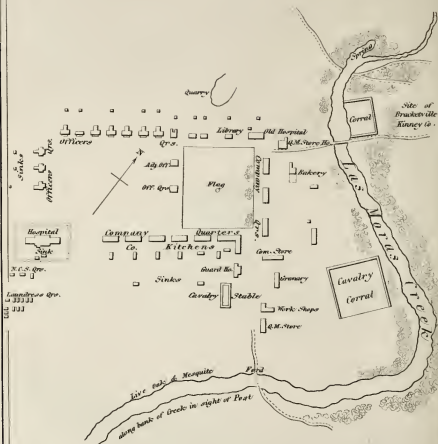 Spring
Quarry
Corral
Site of
Brackettville
Kinney Co.
Library
Old Hospital
Officers
Qrs.
Q.M. Store Ho.
Sinks
Officers
Qrs.
Adj. Off.
N
Company
Qrs.
Bakery
Off. Qrs.
Flag
Las Moras Creek
Hospital
Sink
Company Quarters
Co. Kitchens
Com. Store
N.C.S. Qrs.
Guard Ho.
Granary
Cavalry
Corral
Laundress Qrs.
Sinks
Cavalry Stable
Work Shops
Q.M. Store
Live Oak & Mesquite
Ford
along bank of Creek in sight of Post